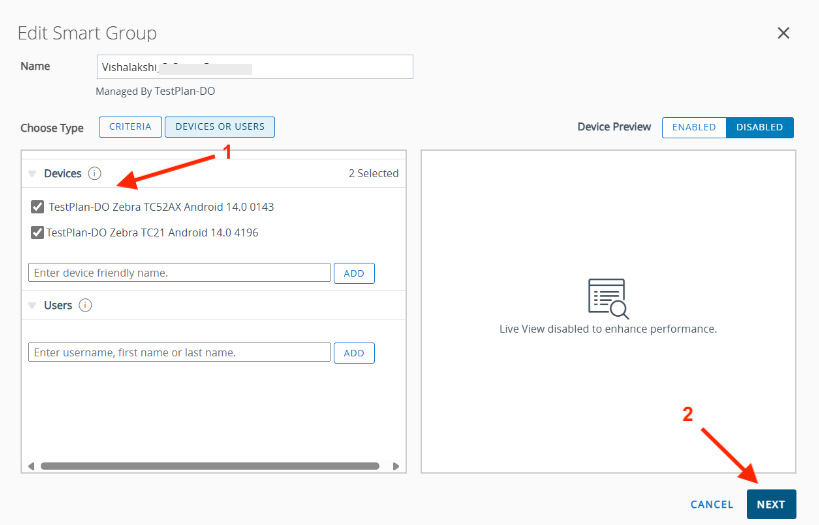 Edit Smart Group
Name
Vishalakshi
Managed By TestPlan-DO
Choose Type
CRITERIA
DEVICES OR USERS
Device Preview
ENABLED
DISABLED
1
Devices
2 Selected
TestPlan-DO Zebra TC52AX Android 14.0 0143
TestPlan-DO Zebra TC21 Android 14.0 4196
Enter device friendly name.
ADD
Users
Enter username, first name or last name.
ADD
Live View disabled to enhance performance.
2
CANCEL
NEXT